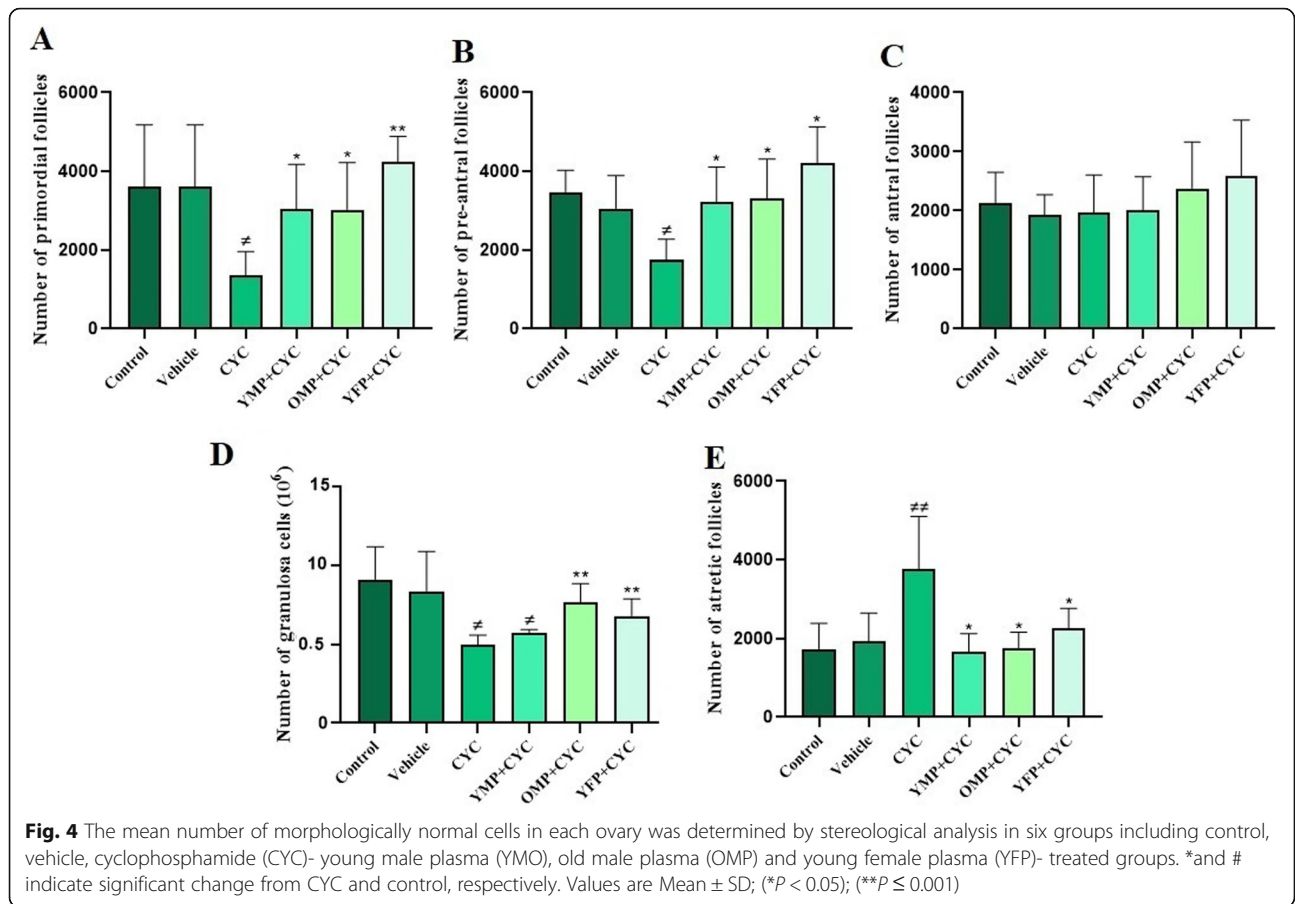 A
Number of primordial follicles
6000
4000
2000
0
≠
*
*
**
Control
Vehicle
CYC
YMP+CYC
OMP+CYC
YFP+CYC
B
Number of pre-antral follicles
6000
4000
2000
0
≠
*
*
*
Control
Vehicle
CYC
YMP+CYC
OMP+CYC
YFP+CYC
C
Number of antral follicles
4000
3000
2000
1000
0
Control
Vehicle
CYC
YMP+CYC
OMP+CYC
YFP+CYC
D
Number of granulosa cells (10⁶)
15
10
0.5
0
≠
≠
**
**
Control
Vehicle
CYC
YMP+CYC
OMP+CYC
YFP+CYC
E
Number of atretic follicles
6000
4000
2000
0
≠≠
*
*
*
Control
Vehicle
CYC
YMP+CYC
OMP+CYC
YFP+CYC
Fig. 4 The mean number of morphologically normal cells in each ovary was determined by stereological analysis in six groups including control,
vehicle, cyclophosphamide (CYC)- young male plasma (YMO), old male plasma (OMP) and young female plasma (YFP)- treated groups. *and #
indicate significant change from CYC and control, respectively. Values are Mean ± SD; (*P < 0.05); (**P ≤ 0.001)